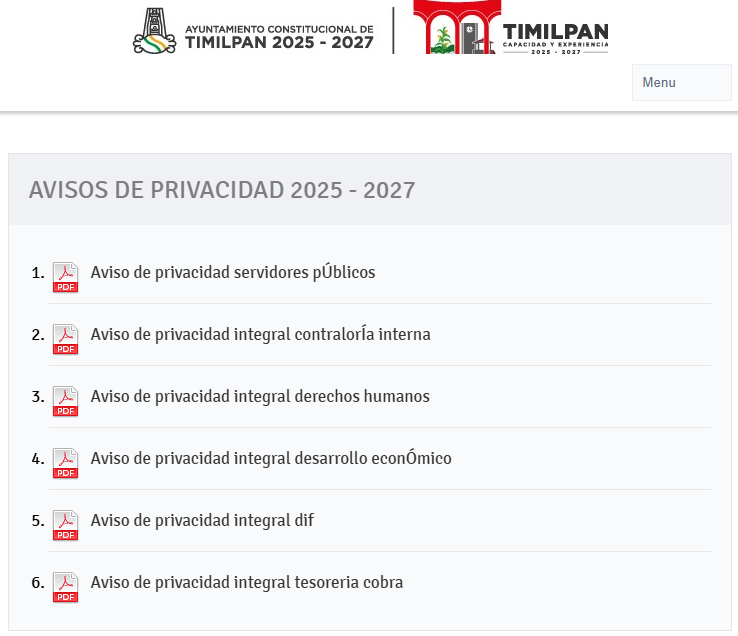 AYUNTAMIENTO CONSTITUCIONAL DE
TIMILPAN 2025 - 2027
TIMILPAN
CAPACIDAD Y EXPERIENCIA
2025 - 2027
Menu
AVISOS DE PRIVACIDAD 2025 - 2027
1. PDF Aviso de privacidad servidores pÚblicos
2. PDF Aviso de privacidad integral contralorÍa interna
3. PDF Aviso de privacidad integral derechos humanos
4. PDF Aviso de privacidad integral desarrollo econÓmico
5. PDF Aviso de privacidad integral dif
6. PDF Aviso de privacidad integral tesoreria cobra